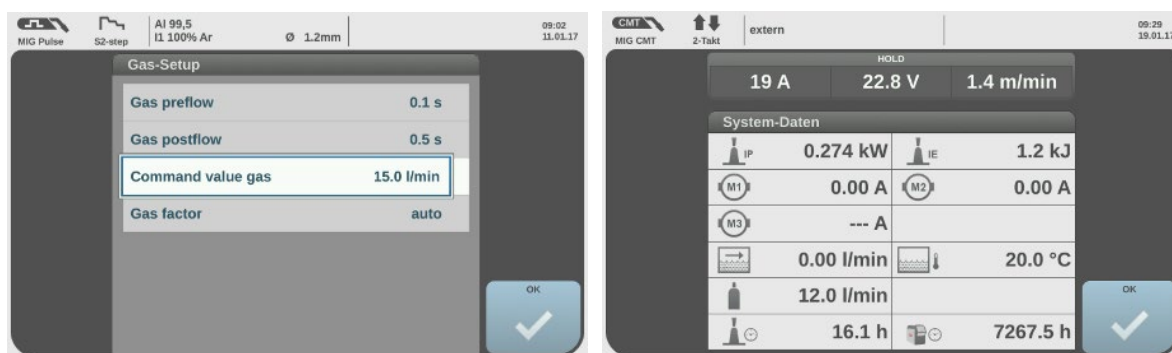 MIG Pulse
S2-step
Al 99,5
I1 100% Ar Ø 1.2mm
09:02
11.01.17
Gas-Setup
Gas preflow 0.1 s
Gas postflow 0.5 s
Command value gas 15.0 l/min
Gas factor auto
OK
CMT
MIG CMT
2-Takt
extern
09:29
19.01.17
HOLD
19 A 22.8 V 1.4 m/min
System-Daten
IP 0.274 kW IE 1.2 kJ
M1 0.00 A M2 0.00 A
M3 --- A
0.00 l/min 20.0 °C
12.0 l/min
16.1 h 7267.5 h
OK